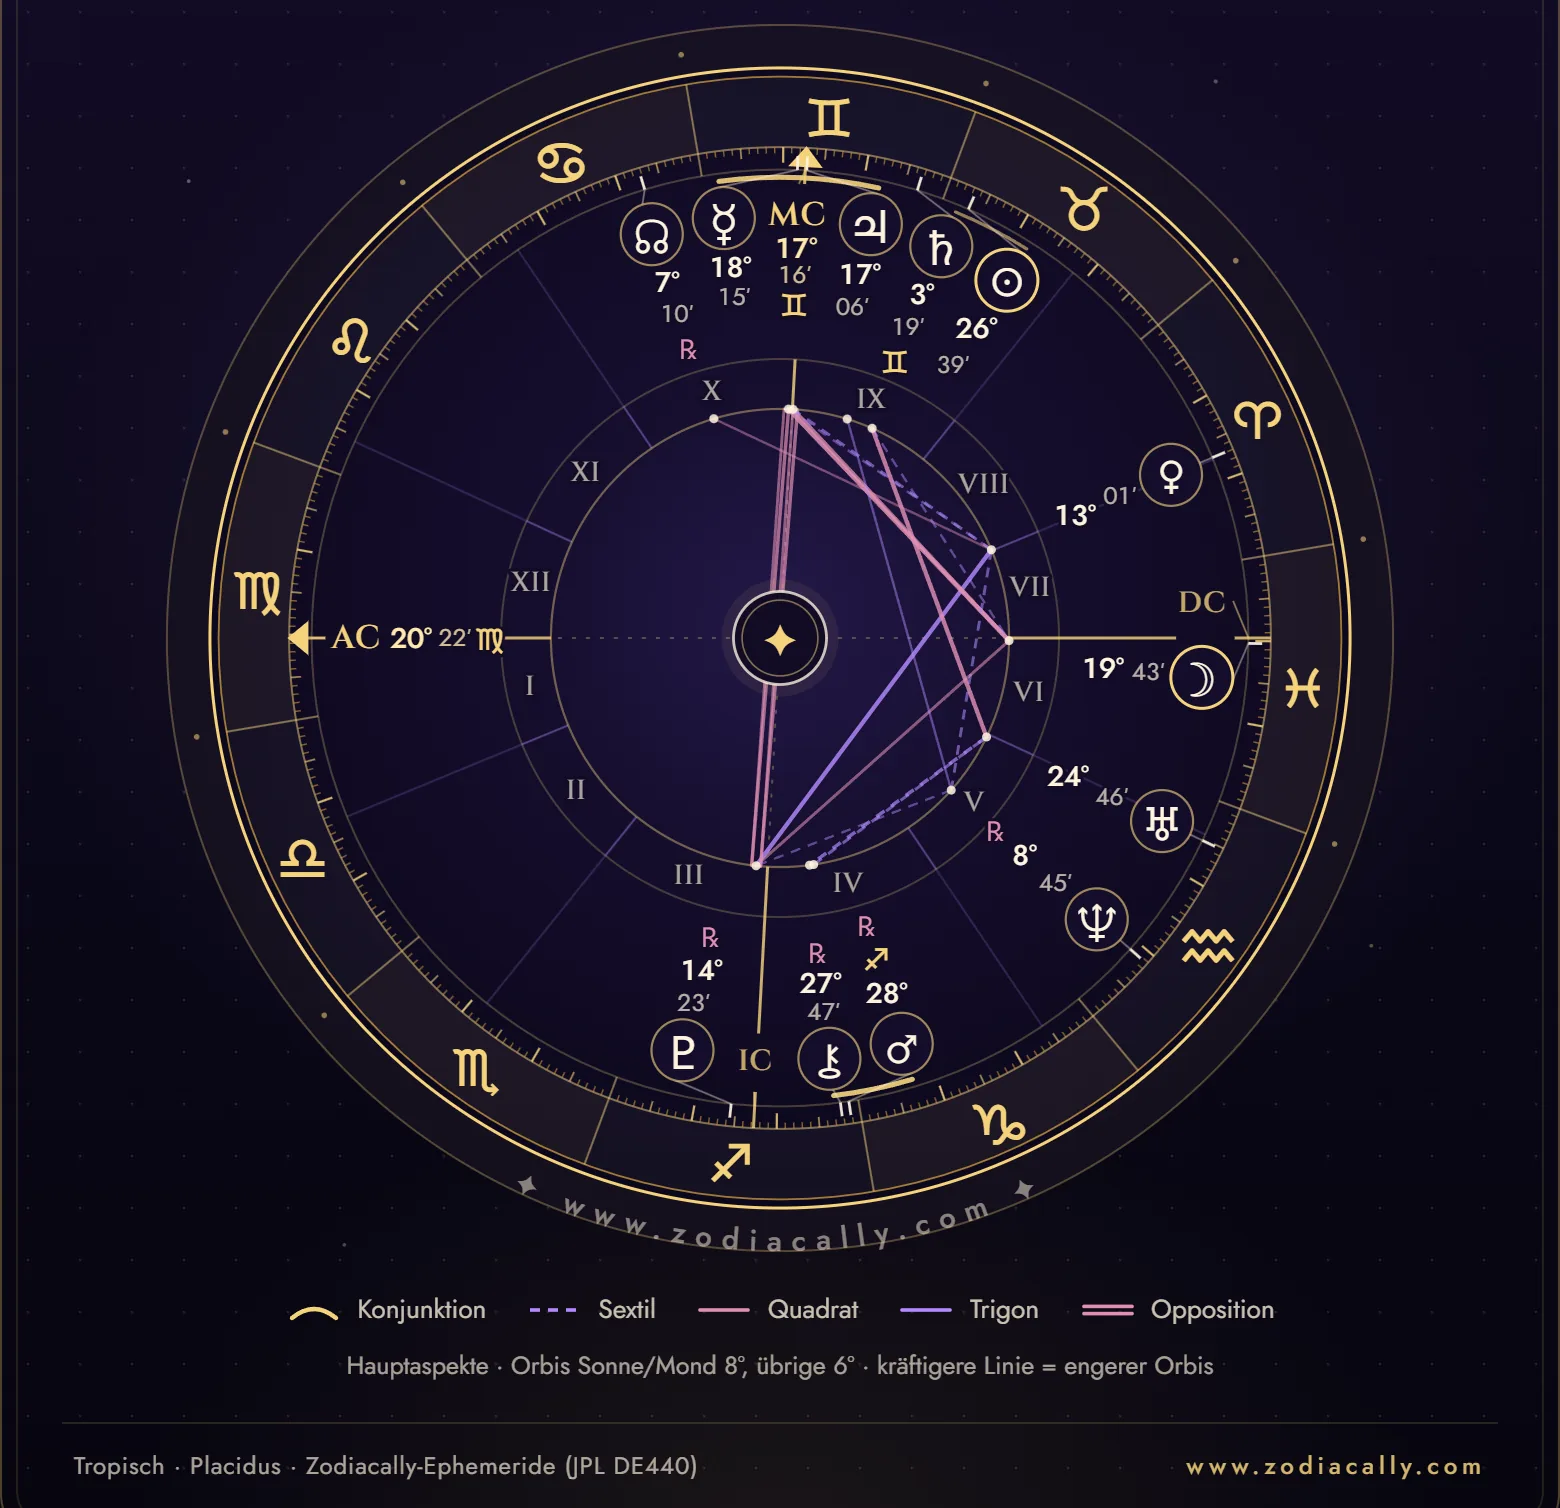 MC
17°
16′
♊
7°
10′
℞
18°
15′
17°
06′
3°
19′
♊
26°
39′
X
IX
XI
VIII
13° 01′
XII
VII
DC
AC 20° 22′ ♍
19° 43′
I
VI
24° 46′
II
V
℞
8° 45′
III
IV
℞
14°
23′
℞
27°
47′
℞
♐
28°
IC
www.zodiacally.com
Konjunktion Sextil Quadrat Trigon Opposition
Hauptaspekte · Orbis Sonne/Mond 8°, übrige 6° · kräftigere Linie = engerer Orbis
Tropisch · Placidus · Zodiacally-Ephemeride (JPL DE440)
www.zodiacally.com